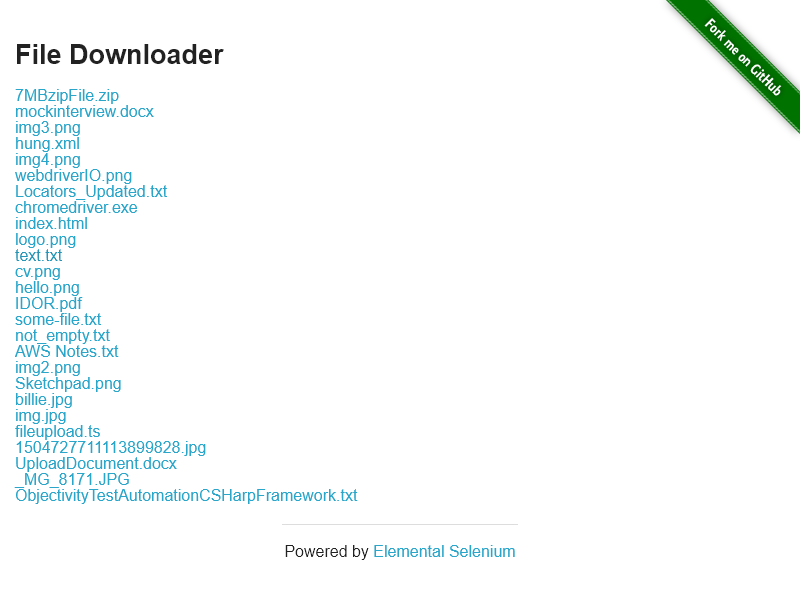 File Downloader
Fork me on GitHub
7MBzipFile.zip
mockinterview.docx
img3.png
hung.xml
img4.png
webdriverIO.png
Locators_Updated.txt
chromedriver.exe
index.html
logo.png
text.txt
cv.png
hello.png
IDOR.pdf
some-file.txt
not_empty.txt
AWS Notes.txt
img2.png
Sketchpad.png
billie.jpg
img.jpg
fileupload.ts
1504727711113899828.jpg
UploadDocument.docx
_MG_8171.JPG
ObjectivityTestAutomationCSHarpFramework.txt
Powered by Elemental Selenium